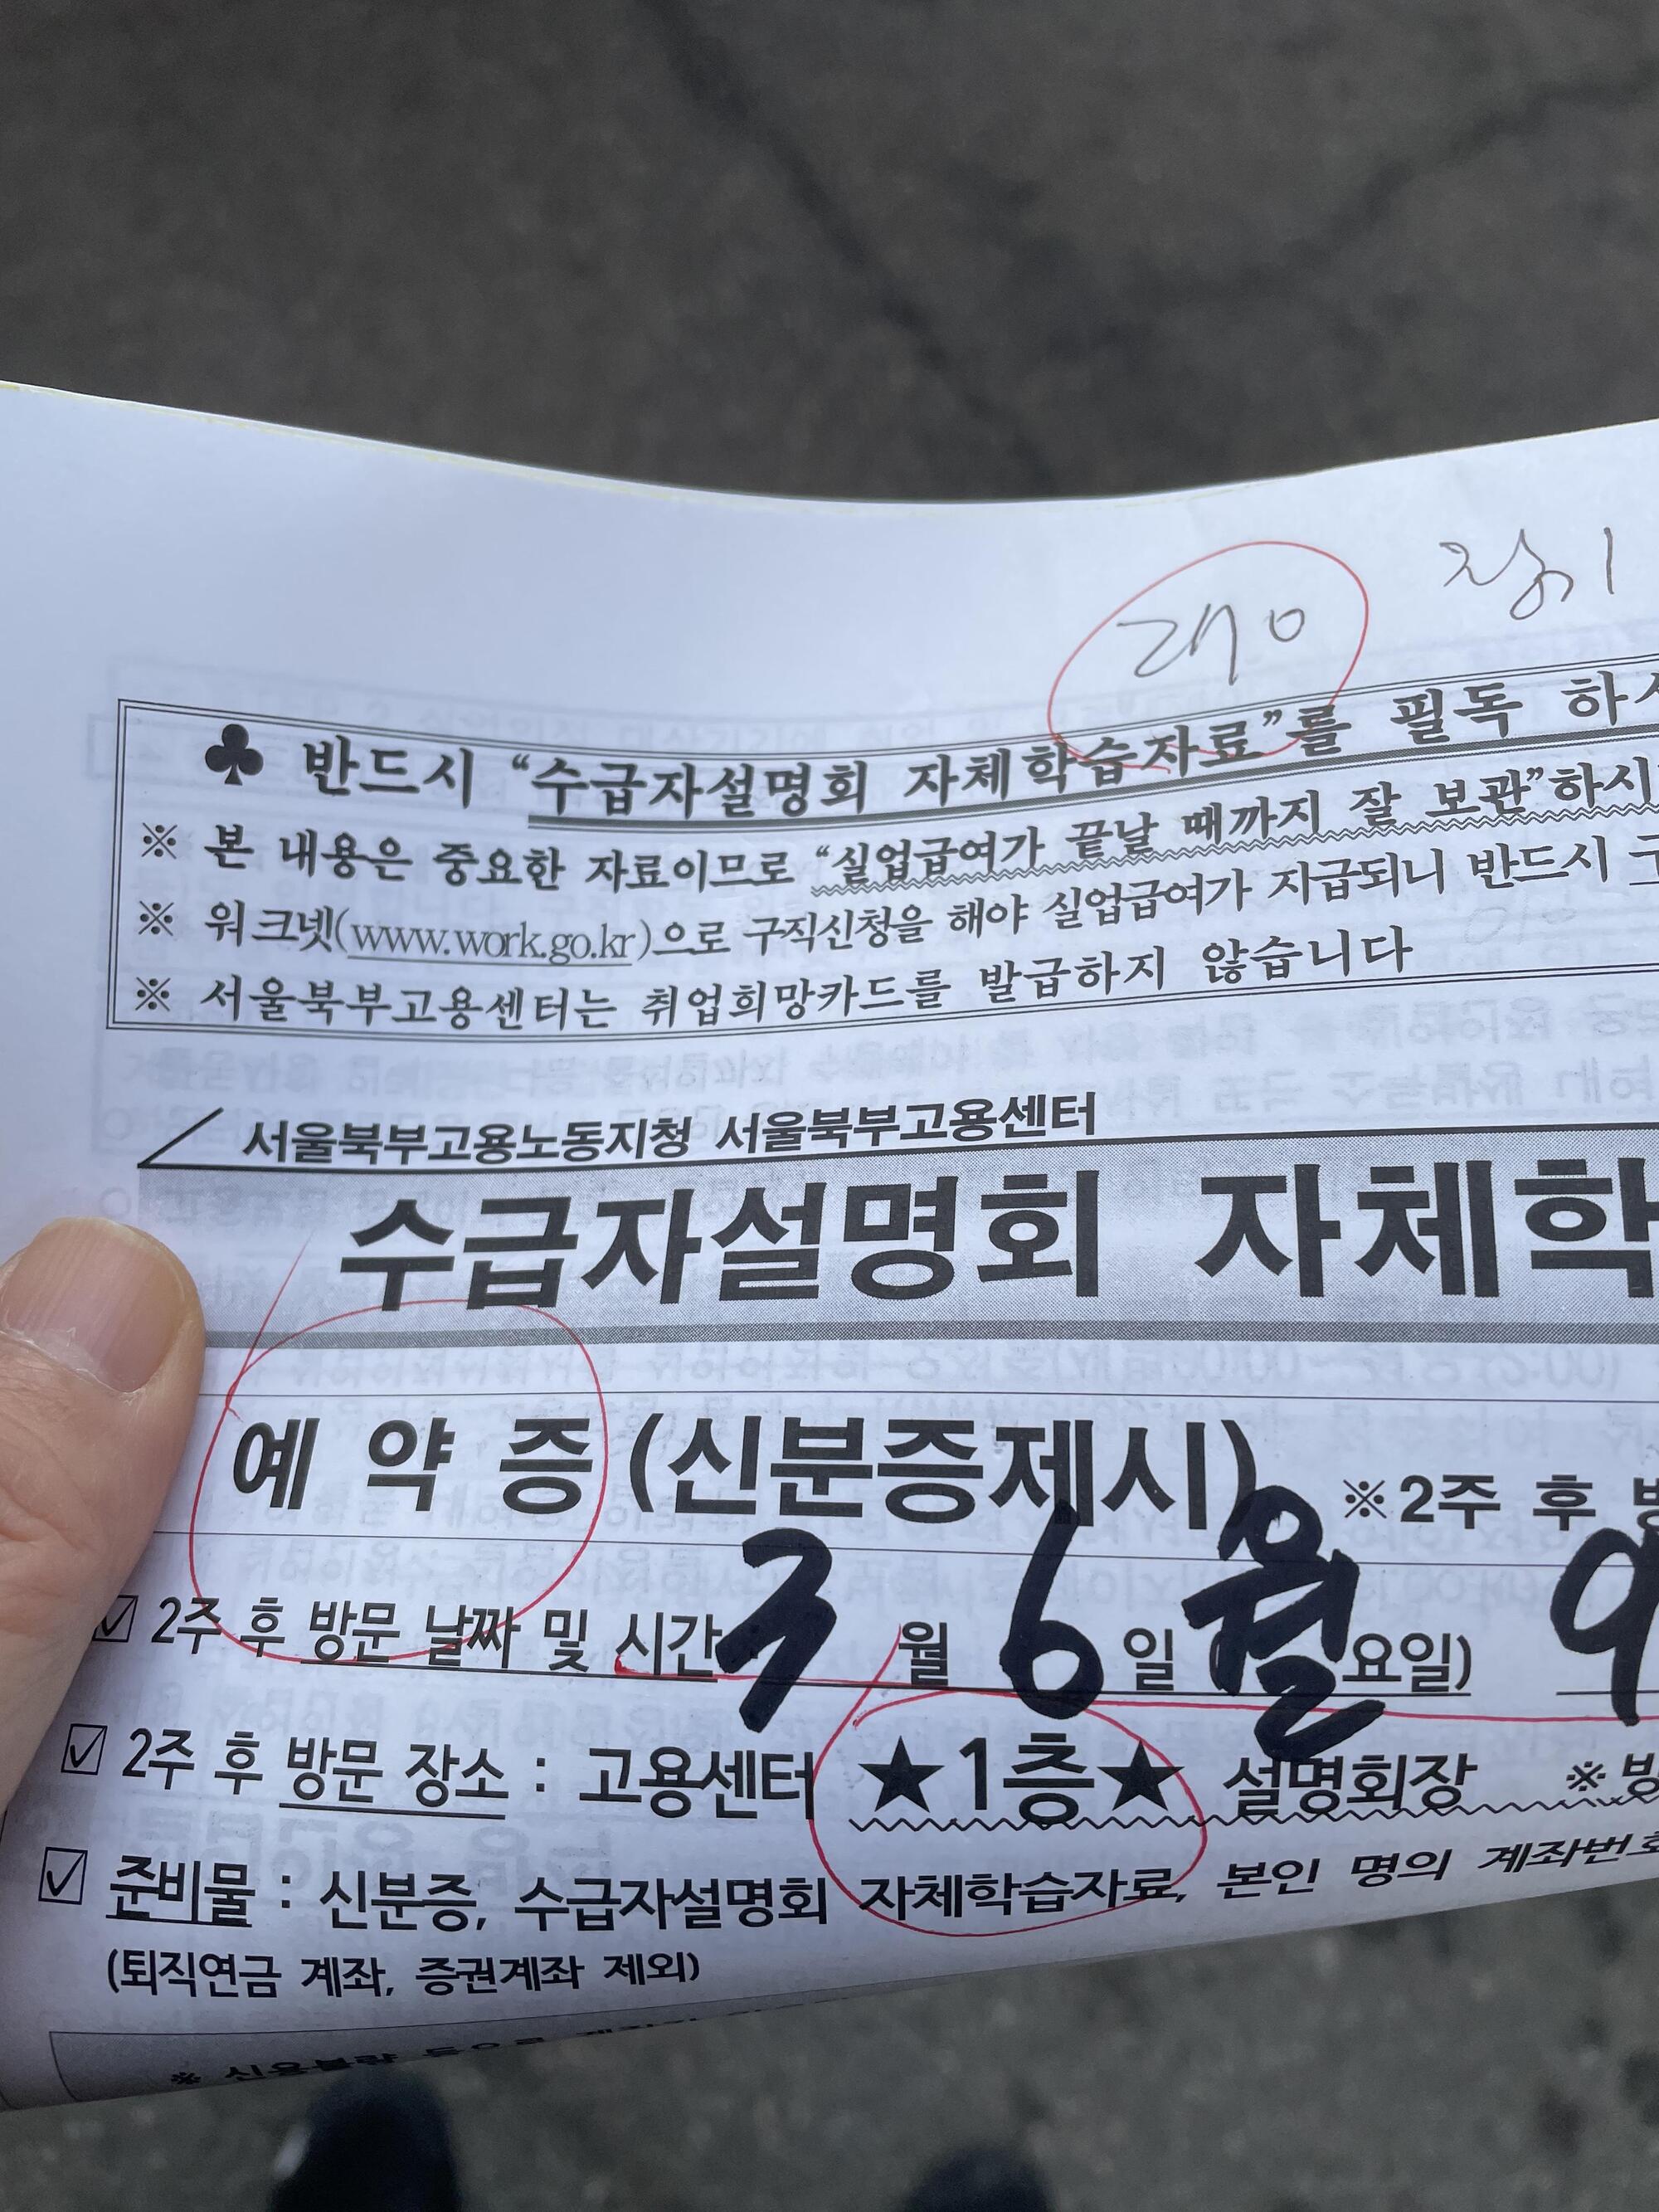 ♣ 반드시 “수급자설명회 자체학습자료”를 필독 하
※ 본 내용은 중요한 자료이므로 “실업급여가 끝날 때까지 잘 보관”하시
※ 워크넷(www.work.go.kr)으로 구직신청을 해야 실업급여가 지급되니 반드시
※ 서울북부고용센터는 취업희망카드를 발급하지 않습니다
서울북부고용노동지청 서울북부고용센터
수급자설명회 자체학
예 약 증 (신분증제시) ※2주 후
☑ 2주 후 방문 날짜 및 시간 3 월 6 일 (월 요일) 9
☑ 2주 후 방문 장소 : 고용센터 ★1층★ 설명회장 ※
☑ 준비물 : 신분증, 수급자설명회 자체학습자료, 본인 명의 계좌번호
(퇴직연금 계좌, 증권계좌 제외)